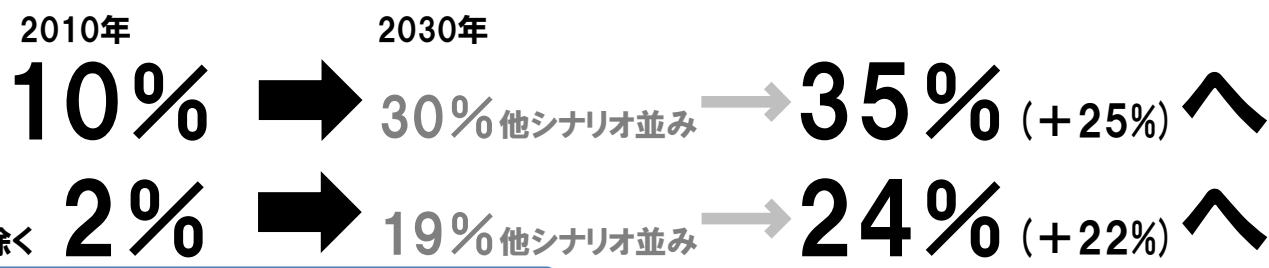 2010年 2030年
10% 30%他シナリオ並み 35%(+25%)へ
除く 2% 19%他シナリオ並み 24%(+22%)へ